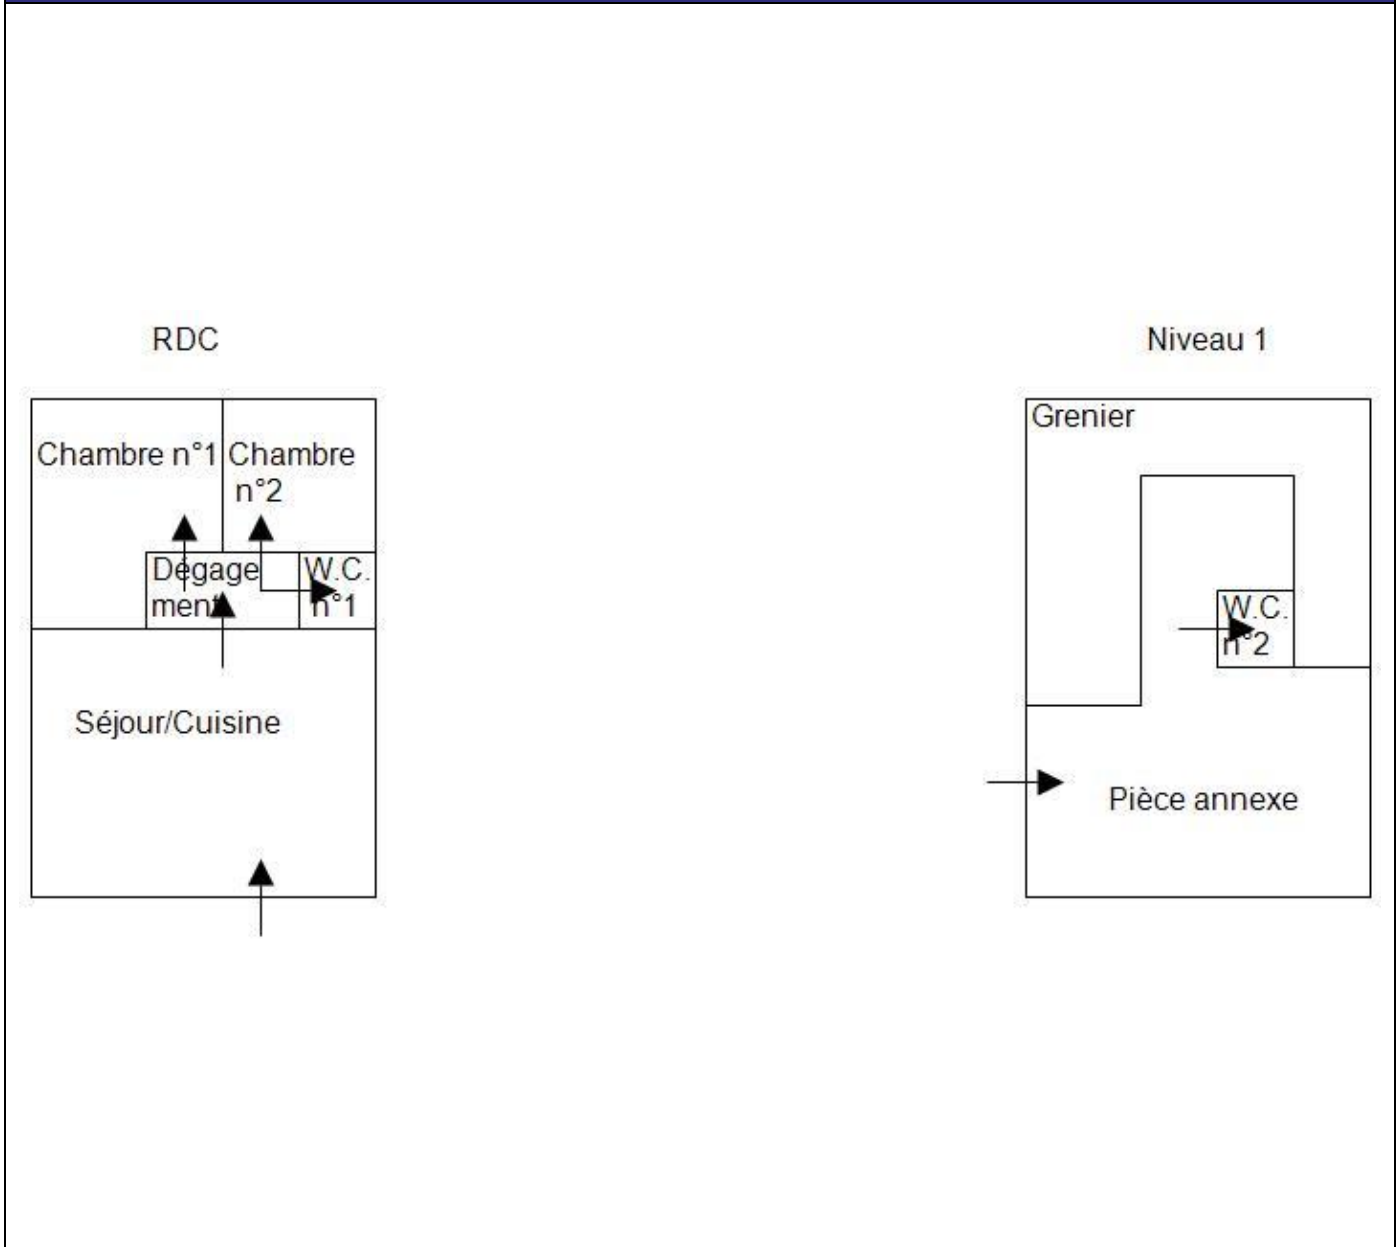 RDC
Chambre n°1
Chambre
n°2
Dégage
ment
W.C.
n°1
Séjour/Cuisine
Niveau 1
Grenier
W.C.
n°2
Pièce annexe